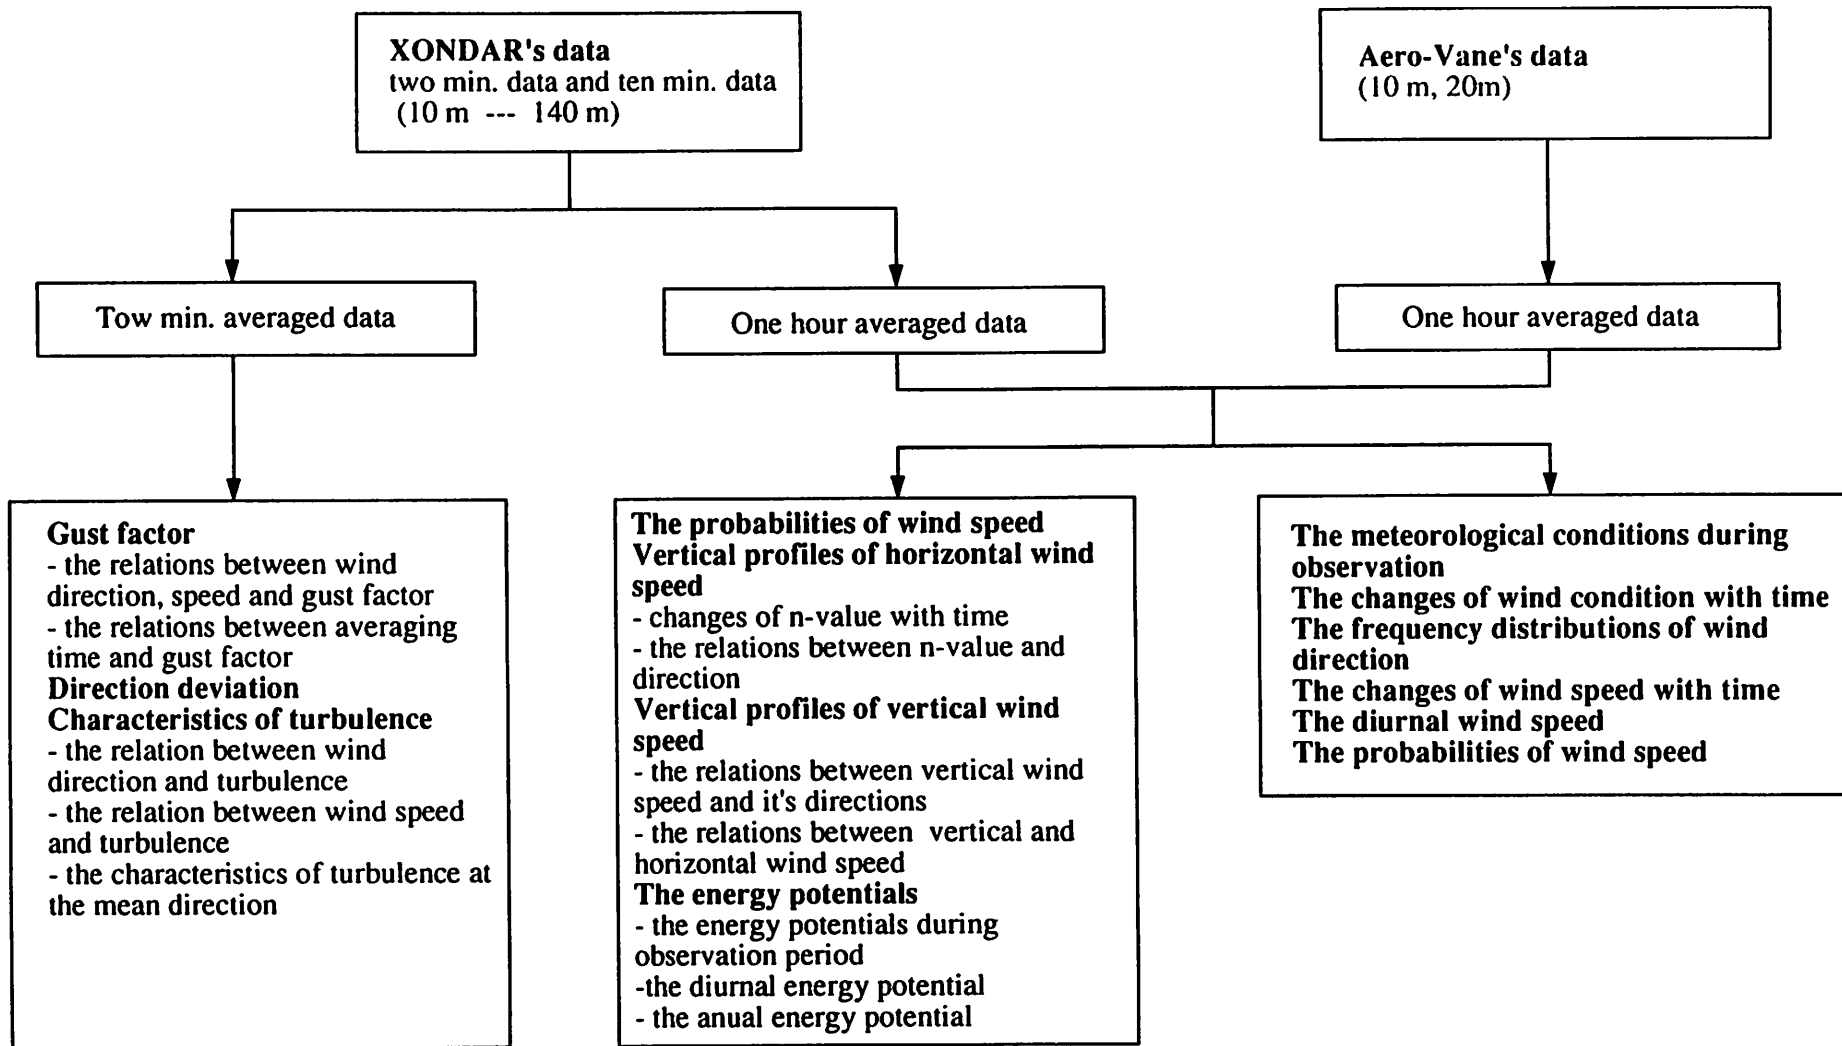 XONDAR's data
two min. data and ten min. data
(10 m --- 140 m)
Aero-Vane's data
(10 m, 20m)
Tow min. averaged data
One hour averaged data
One hour averaged data
Gust factor
- the relations between wind
direction, speed and gust factor
- the relations between averaging
time and gust factor
Direction deviation
Characteristics of turbulence
- the relation between wind
direction and turbulence
- the relation between wind speed
and turbulence
- the characteristics of turbulence at
the mean direction
The probabilities of wind speed
Vertical profiles of horizontal wind
speed
- changes of n-value with time
- the relations between n-value and
direction
Vertical profiles of vertical wind
speed
- the relations between vertical wind
speed and it's directions
- the relations between vertical and
horizontal wind speed
The energy potentials
- the energy potentials during
observation period
-the diurnal energy potential
- the anual energy potential
The meteorological conditions during
observation
The changes of wind condition with time
The frequency distributions of wind
direction
The changes of wind speed with time
The diurnal wind speed
The probabilities of wind speed